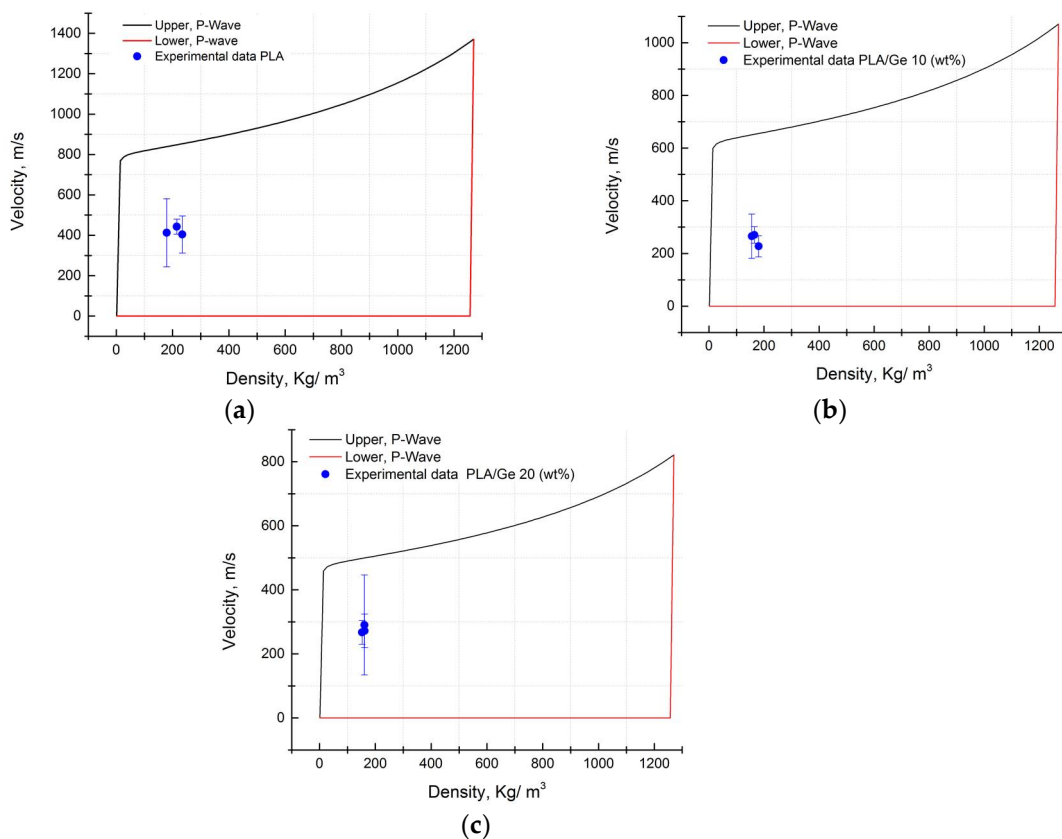 Upper, P-Wave
Lower, P-wave
Experimental data PLA
1400
1200
1000
800
600
400
200
0
Velocity, m/s
0 200 400 600 800 1000 1200
Density, Kg/ m³
(a)
Upper, P-Wave
Lower, P-Wave
Experimental data PLA/Ge 10 (wt%)
1000
800
600
400
200
0
Velocity, m/s
0 200 400 600 800 1000 1200
Density, Kg/ m³
(b)
Upper, P-Wave
Lower, P-Wave
Experimental data PLA/Ge 20 (wt%)
800
600
400
200
0
Velocity, m/s
0 200 400 600 800 1000 1200
Density, Kg/ m³
(c)